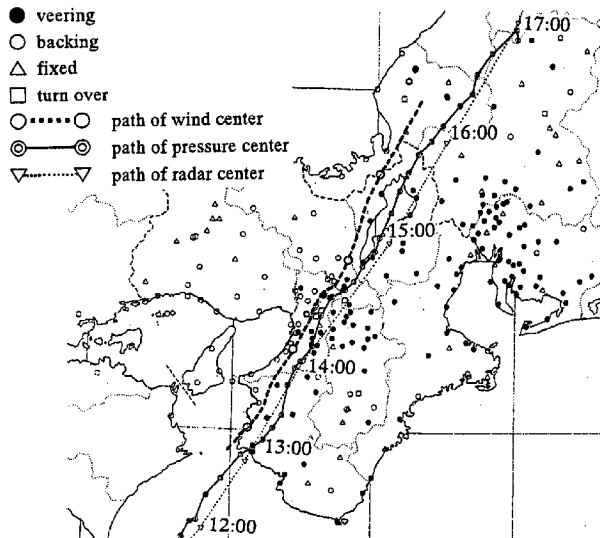 veering
backing
fixed
turn over
path of wind center
path of pressure center
path of radar center
17:00
16:00
15:00
14:00
13:00
12:00